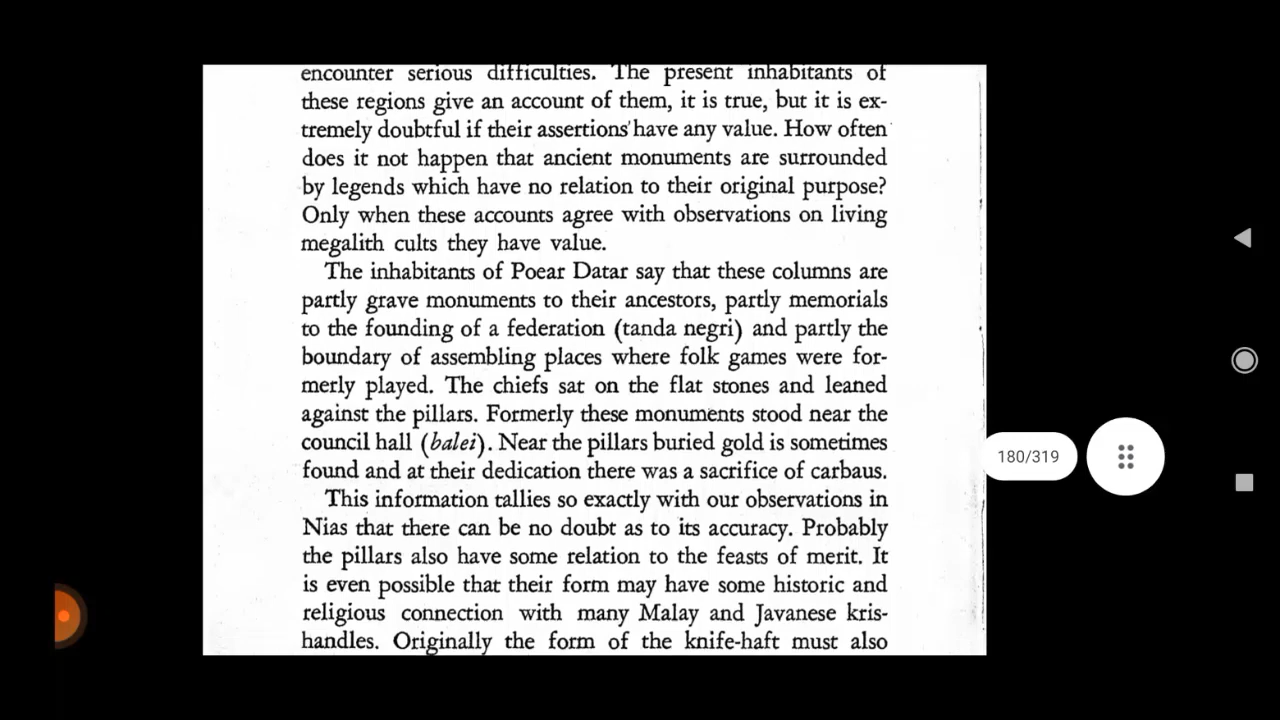 encounter serious difficulties. The present inhabitants of
these regions give an account of them, it is true, but it is ex-
tremely doubtful if their assertions have any value. How often
does it not happen that ancient monuments are surrounded
by legends which have no relation to their original purpose?
Only when these accounts agree with observations on living
megalith cults they have value.
The inhabitants of Poear Datar say that these columns are
partly grave monuments to their ancestors, partly memorials
to the founding of a federation (tanda negri) and partly the
boundary of assembling places where folk games were for-
merly played. The chiefs sat on the flat stones and leaned
against the pillars. Formerly these monuments stood near the
council hall (balei). Near the pillars buried gold is sometimes
found and at their dedication there was a sacrifice of carbaus.
This information tallies so exactly with our observations in
Nias that there can be no doubt as to its accuracy. Probably
the pillars also have some relation to the feasts of merit. It
is even possible that their form may have some historic and
religious connection with many Malay and Javanese kris-
handles. Originally the form of the knife-haft must also
180/319